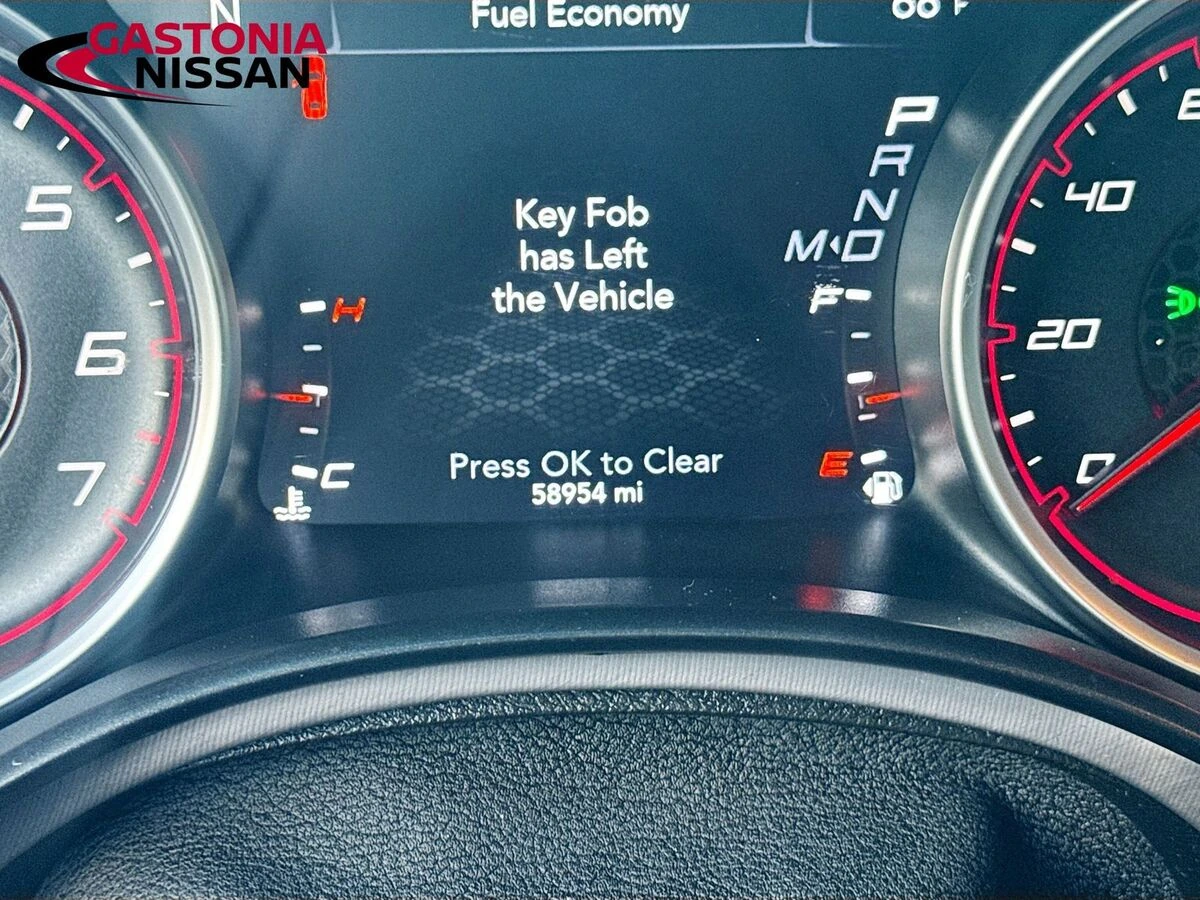 GASTONIA
NISSAN
N
Fuel Economy
P
R
N
M D
Key Fob
has Left
the Vehicle
H
F
5
6
7
40
20
0
C
E
Press OK to Clear
58954 mi